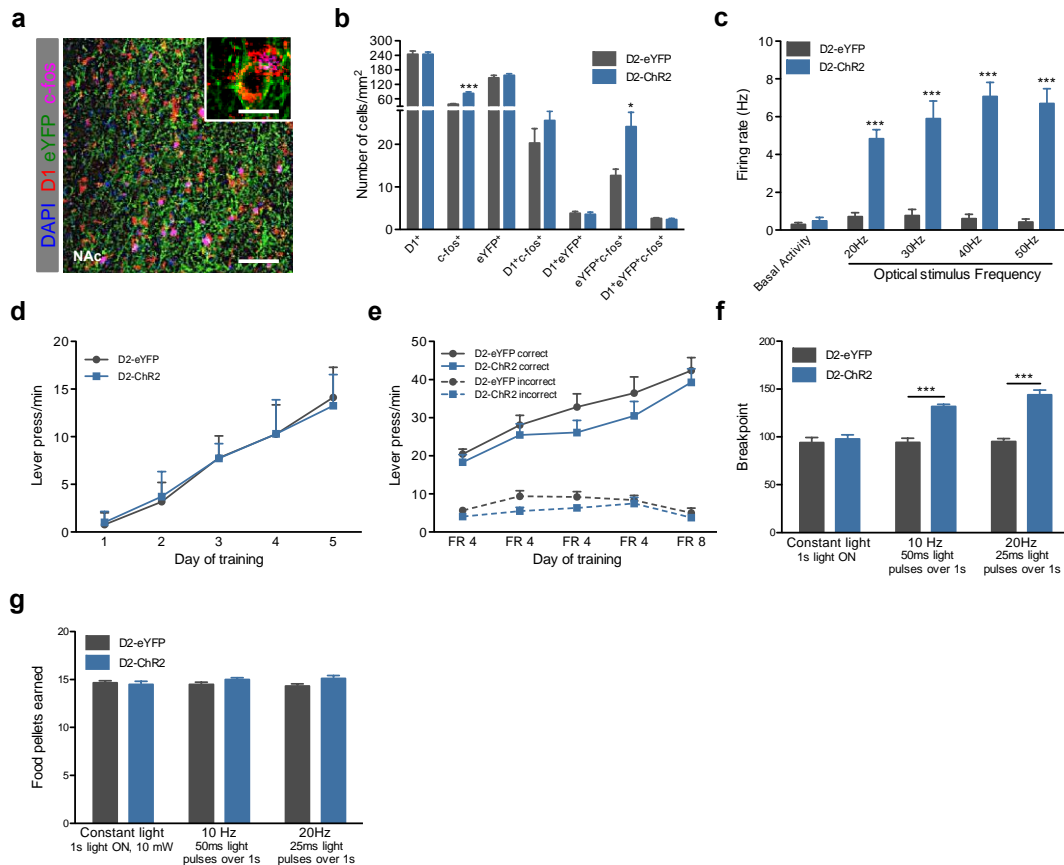 a
DAPI D1 eYFP c-fos
NAc
b
Number of cells/mm²
300
240
180
120
60
20
10
0
D2-eYFP
D2-ChR2
***
*
D1⁺
c-fos⁺
eYFP⁺
D1⁺c-fos⁺
D1⁺eYFP⁺
eYFP⁺c-fos⁺
D1⁺eYFP⁺c-fos⁺
c
Firing rate (Hz)
10
8
6
4
2
0
D2-eYFP
D2-ChR2
***
***
***
***
Basal Activity
20Hz
30Hz
40Hz
50Hz
Optical stimulus Frequency
d
Lever press/min
20
15
10
5
0
D2-eYFP
D2-ChR2
1 2 3 4 5
Day of training
e
Lever press/min
50
40
30
20
10
0
D2-eYFP correct
D2-ChR2 correct
D2-eYFP incorrect
D2-ChR2 incorrect
FR 4 FR 4 FR 4 FR 4 FR 8
Day of training
f
Breakpoint
200
150
100
50
0
D2-eYFP
D2-ChR2
***
***
Constant light
1s light ON
10 Hz
50ms light
pulses over 1s
20Hz
25ms light
pulses over 1s
g
Food pellets earned
20
15
10
5
0
D2-eYFP
D2-ChR2
Constant light
1s light ON, 10 mW
10 Hz
50ms light
pulses over 1s
20Hz
25ms light
pulses over 1s